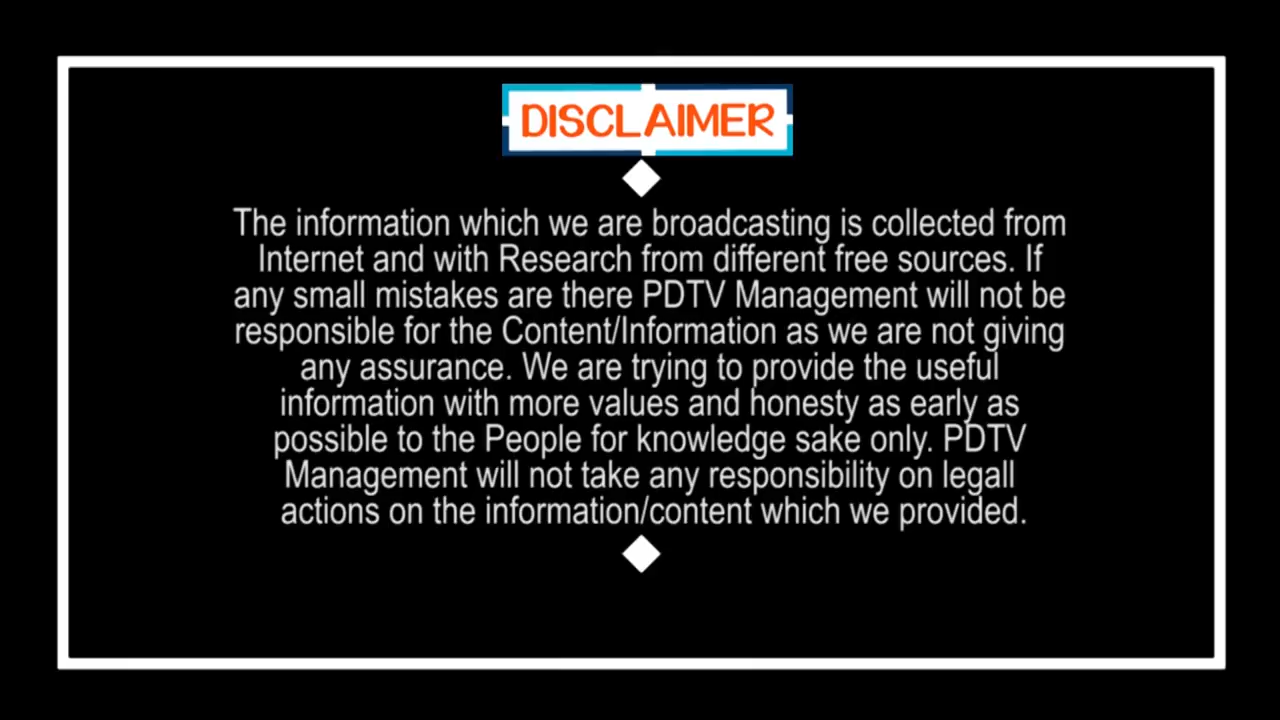 DISCLAIMER
The information which we are broadcasting is collected from
Internet and with Research from different free sources. If
any small mistakes are there PDTV Management will not be
responsible for the Content/Information as we are not giving
any assurance. We are trying to provide the useful
information with more values and honesty as early as
possible to the People for knowledge sake only. PDTV
Management will not take any responsibility on legall
actions on the information/content which we provided.